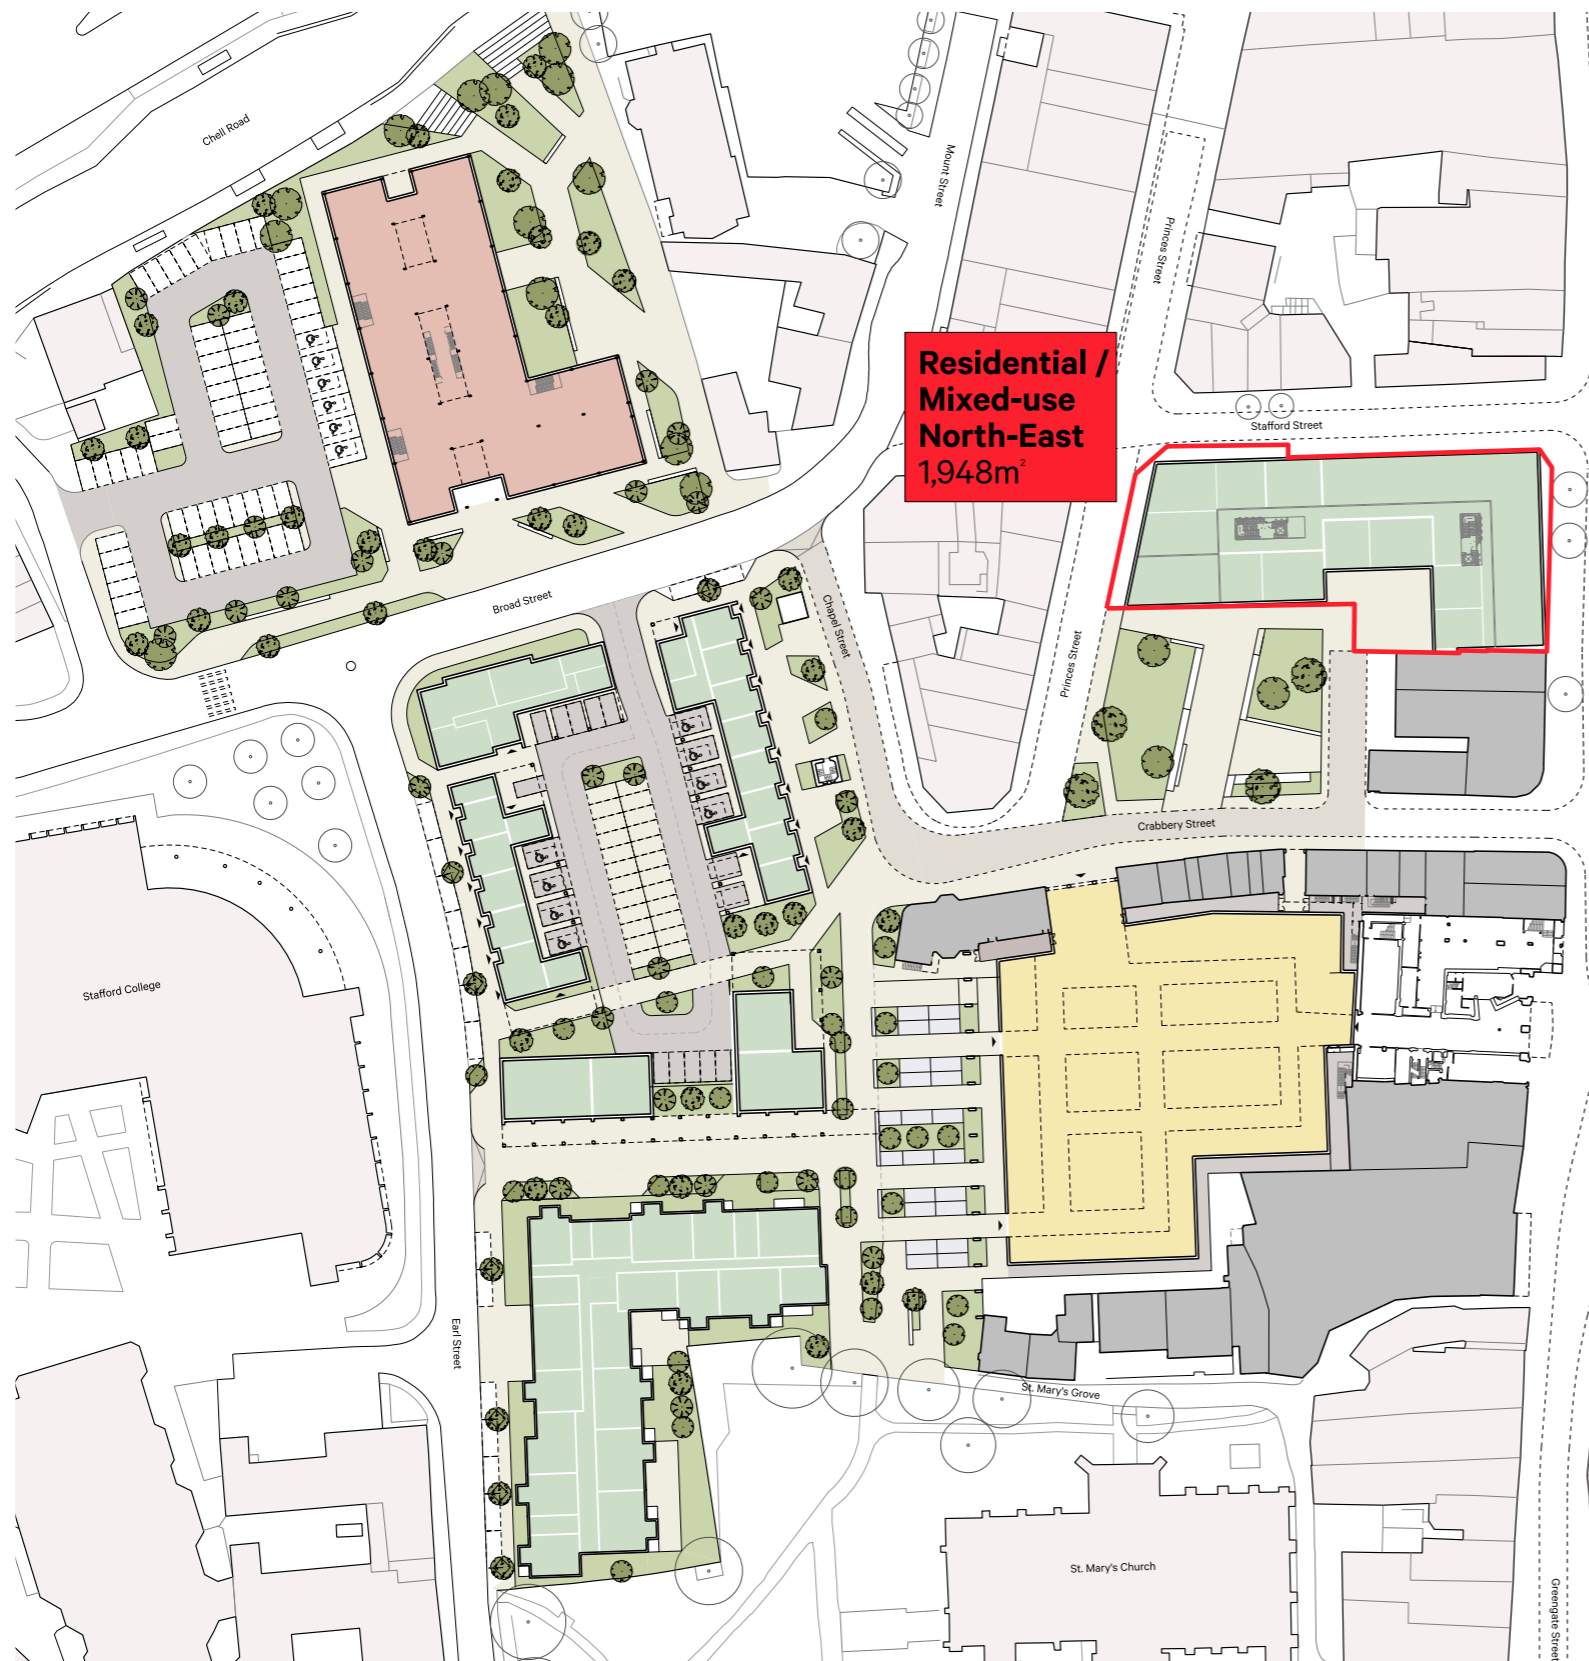 Chell Road
Mount Street
Princes Street
Residential /
Mixed-use
North-East
1,948m²
Stafford Street
Broad Street
Chapel Street
Princes Street
Crabbery Street
Stafford College
Earl Street
St. Mary's Grove
St. Mary's Church
Greengate Street